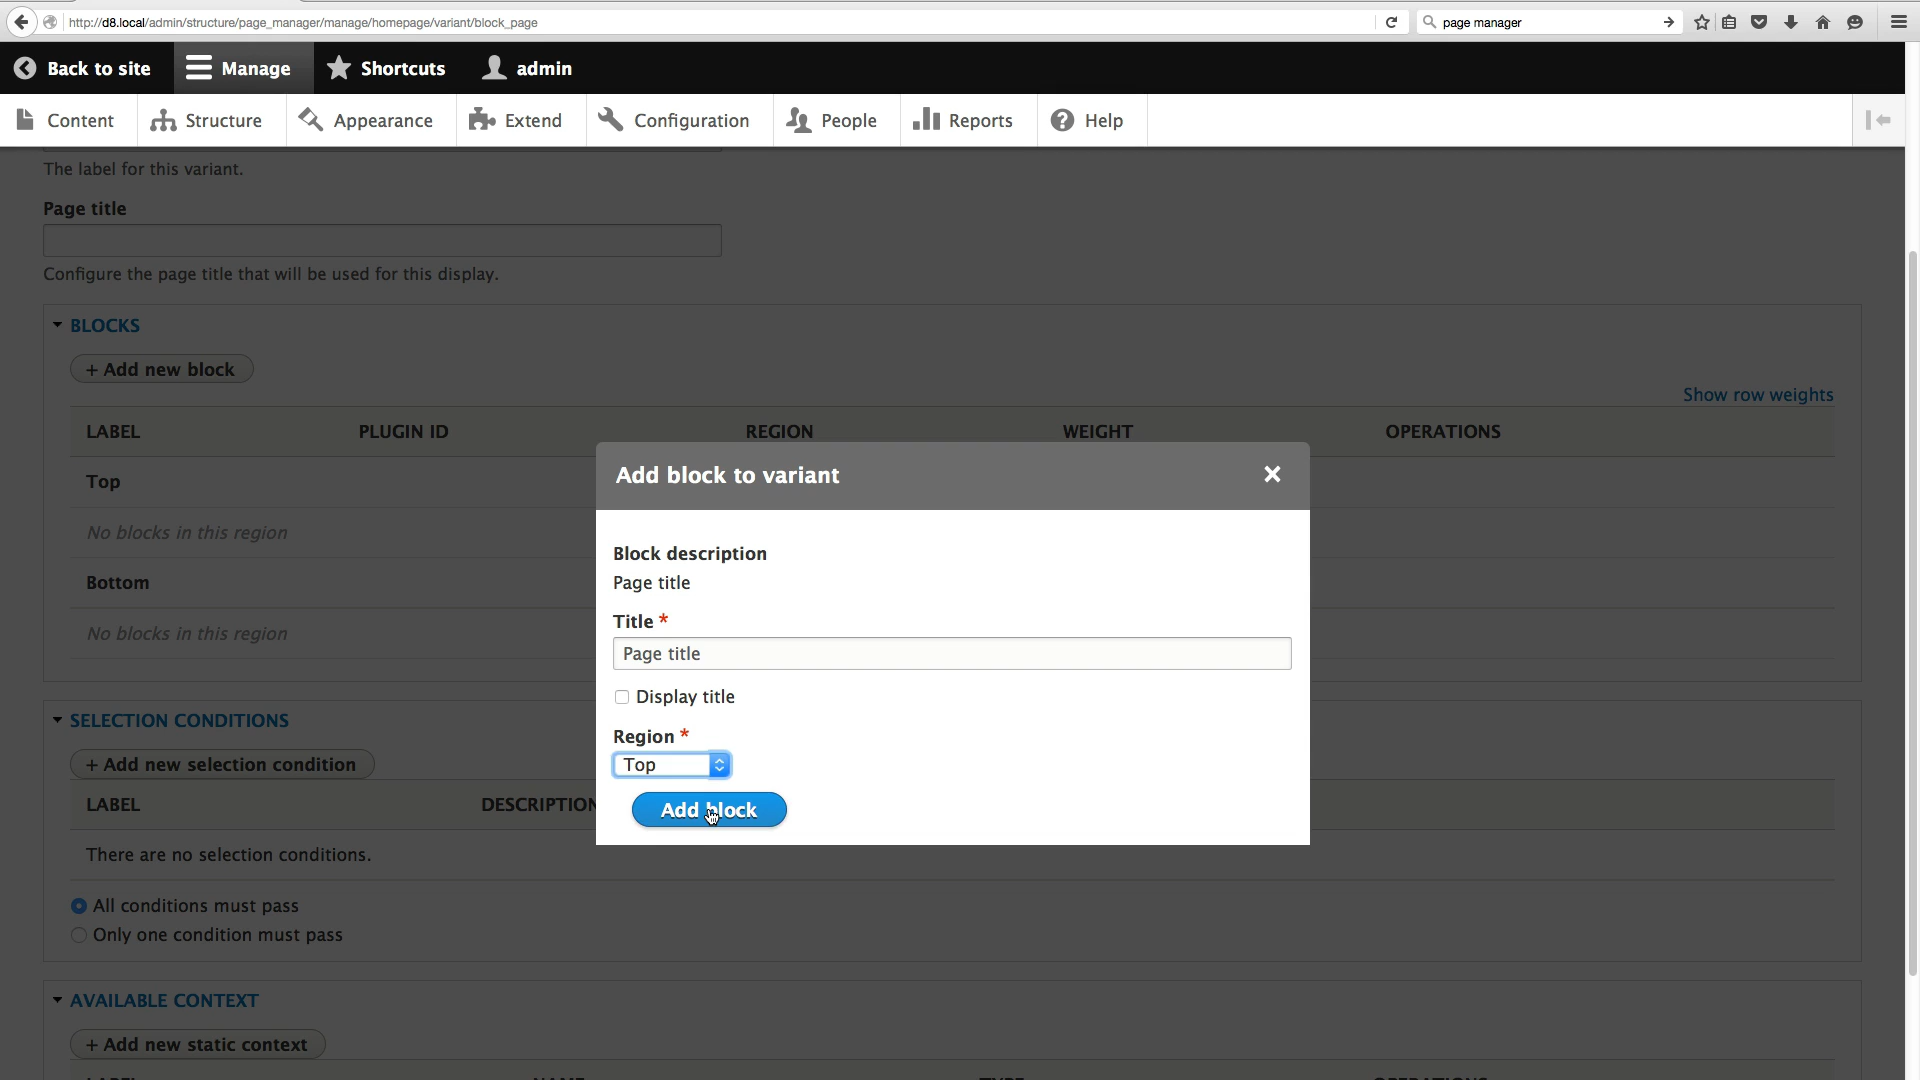 http://d8.local/admin/structure/page_manager/manage/homepage/variant/block_page
page manager
Back to site
Manage
Shortcuts
admin
Content
Structure
Appearance
Extend
Configuration
People
Reports
Help
The label for this variant.
Page title
Configure the page title that will be used for this display.
BLOCKS
+ Add new block
Show row weights
LABEL PLUGIN ID REGION WEIGHT OPERATIONS
Top
No blocks in this region
Bottom
No blocks in this region
Add block to variant
Block description
Page title
Title *
Page title
Display title
Region *
Top
Add block
SELECTION CONDITIONS
+ Add new selection condition
LABEL DESCRIPTION
There are no selection conditions.
All conditions must pass
Only one condition must pass
AVAILABLE CONTEXT
+ Add new static context